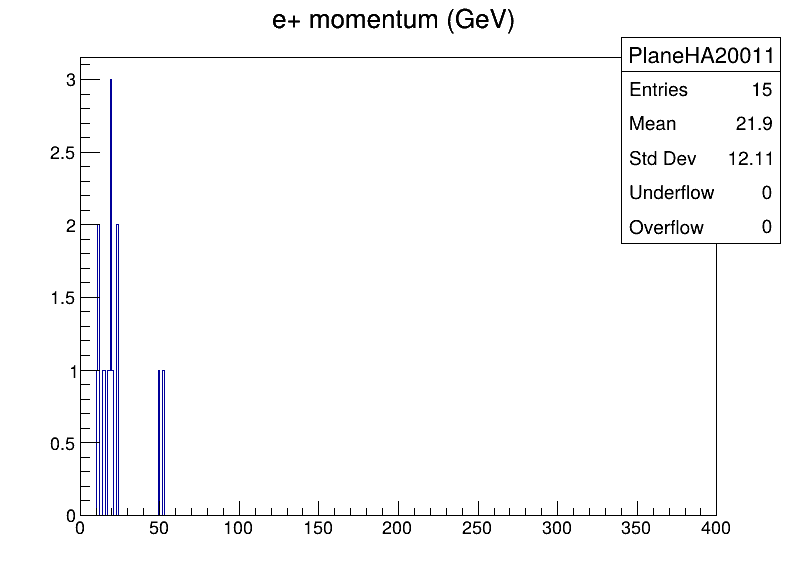 e+ momentum (GeV)
PlaneHA20011
Entries 15
Mean 21.9
Std Dev 12.11
Underflow 0
Overflow 0
3
2.5
2
1.5
1
0.5
0
0 50 100 150 200 250 300 350 400